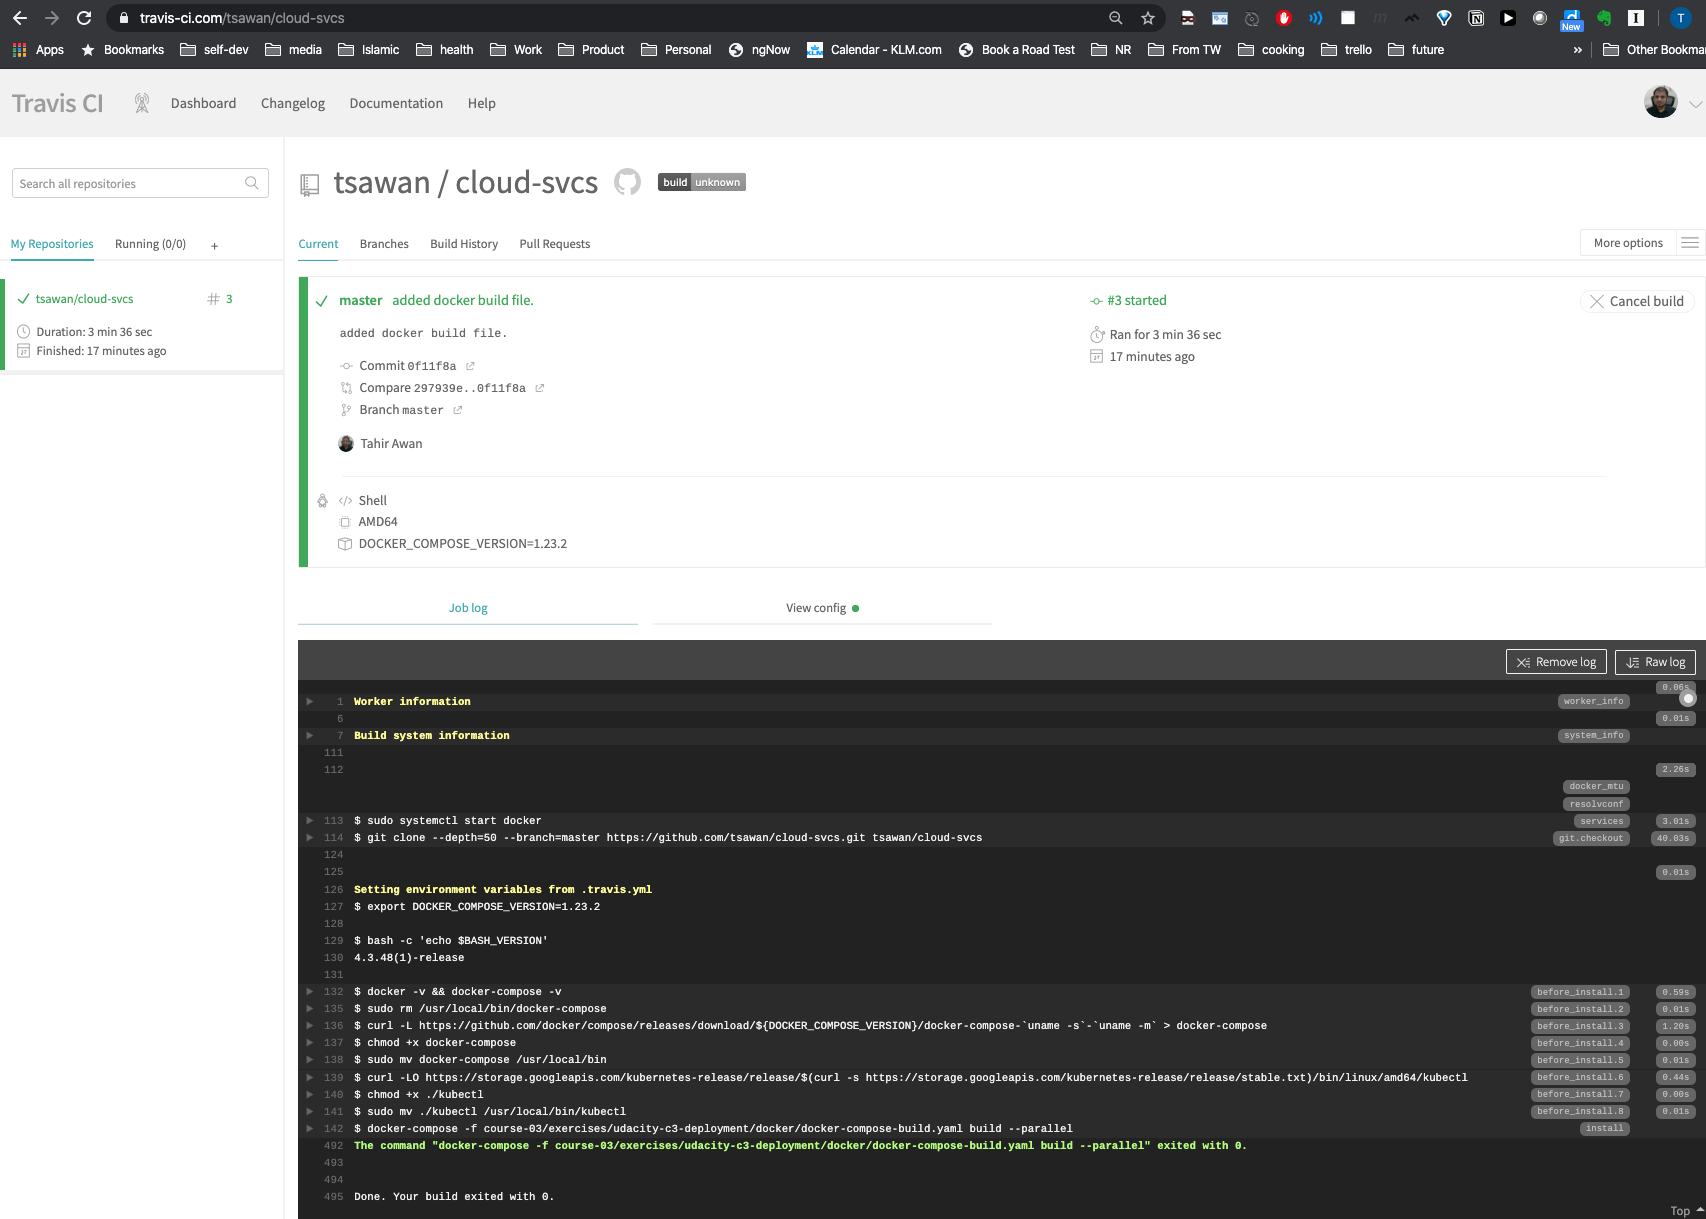 travis-ci.com/tsawan/cloud-svcs
New
T
Apps Bookmarks self-dev media Islamic health Work Product Personal ngNow Calendar - KLM.com Book a Road Test NR From TW cooking trello future » Other Bookma
Travis CI Dashboard Changelog Documentation Help
Search all repositories
My Repositories Running (0/0) +
tsawan/cloud-svcs # 3
Duration: 3 min 36 sec
Finished: 17 minutes ago
tsawan / cloud-svcs build unknown
Current Branches Build History Pull Requests More options
master added docker build file.
added docker build file.
Commit 0f11f8a
Compare 297939e..0f11f8a
Branch master
Tahir Awan
#3 started
Ran for 3 min 36 sec
17 minutes ago
Cancel build
</> Shell
AMD64
DOCKER_COMPOSE_VERSION=1.23.2
Job log View config
Remove log Raw log
0.06s
1 Worker information worker_info
6 0.01s
7 Build system information system_info
111
112 2.26s
docker_mtu
resolvconf
113 $ sudo systemctl start docker services 3.01s
114 $ git clone --depth=50 --branch=master https://github.com/tsawan/cloud-svcs.git tsawan/cloud-svcs git.checkout 40.03s
124
125 0.01s
126 Setting environment variables from .travis.yml
127 $ export DOCKER_COMPOSE_VERSION=1.23.2
128
129 $ bash -c 'echo $BASH_VERSION'
130 4.3.48(1)-release
131
132 $ docker -v && docker-compose -v before_install.1 0.59s
135 $ sudo rm /usr/local/bin/docker-compose before_install.2 0.01s
136 $ curl -L https://github.com/docker/compose/releases/download/${DOCKER_COMPOSE_VERSION}/docker-compose-`uname -s`-`uname -m` > docker-compose before_install.3 1.20s
137 $ chmod +x docker-compose before_install.4 0.00s
138 $ sudo mv docker-compose /usr/local/bin before_install.5 0.01s
139 $ curl -LO https://storage.googleapis.com/kubernetes-release/release/$(curl -s https://storage.googleapis.com/kubernetes-release/release/stable.txt)/bin/linux/amd64/kubectl before_install.6 0.44s
140 $ chmod +x ./kubectl before_install.7 0.00s
141 $ sudo mv ./kubectl /usr/local/bin/kubectl before_install.8 0.01s
142 $ docker-compose -f course-03/exercises/udacity-c3-deployment/docker/docker-compose-build.yaml build --parallel install
492 The command "docker-compose -f course-03/exercises/udacity-c3-deployment/docker/docker-compose-build.yaml build --parallel" exited with 0.
493
494
495 Done. Your build exited with 0.
Top